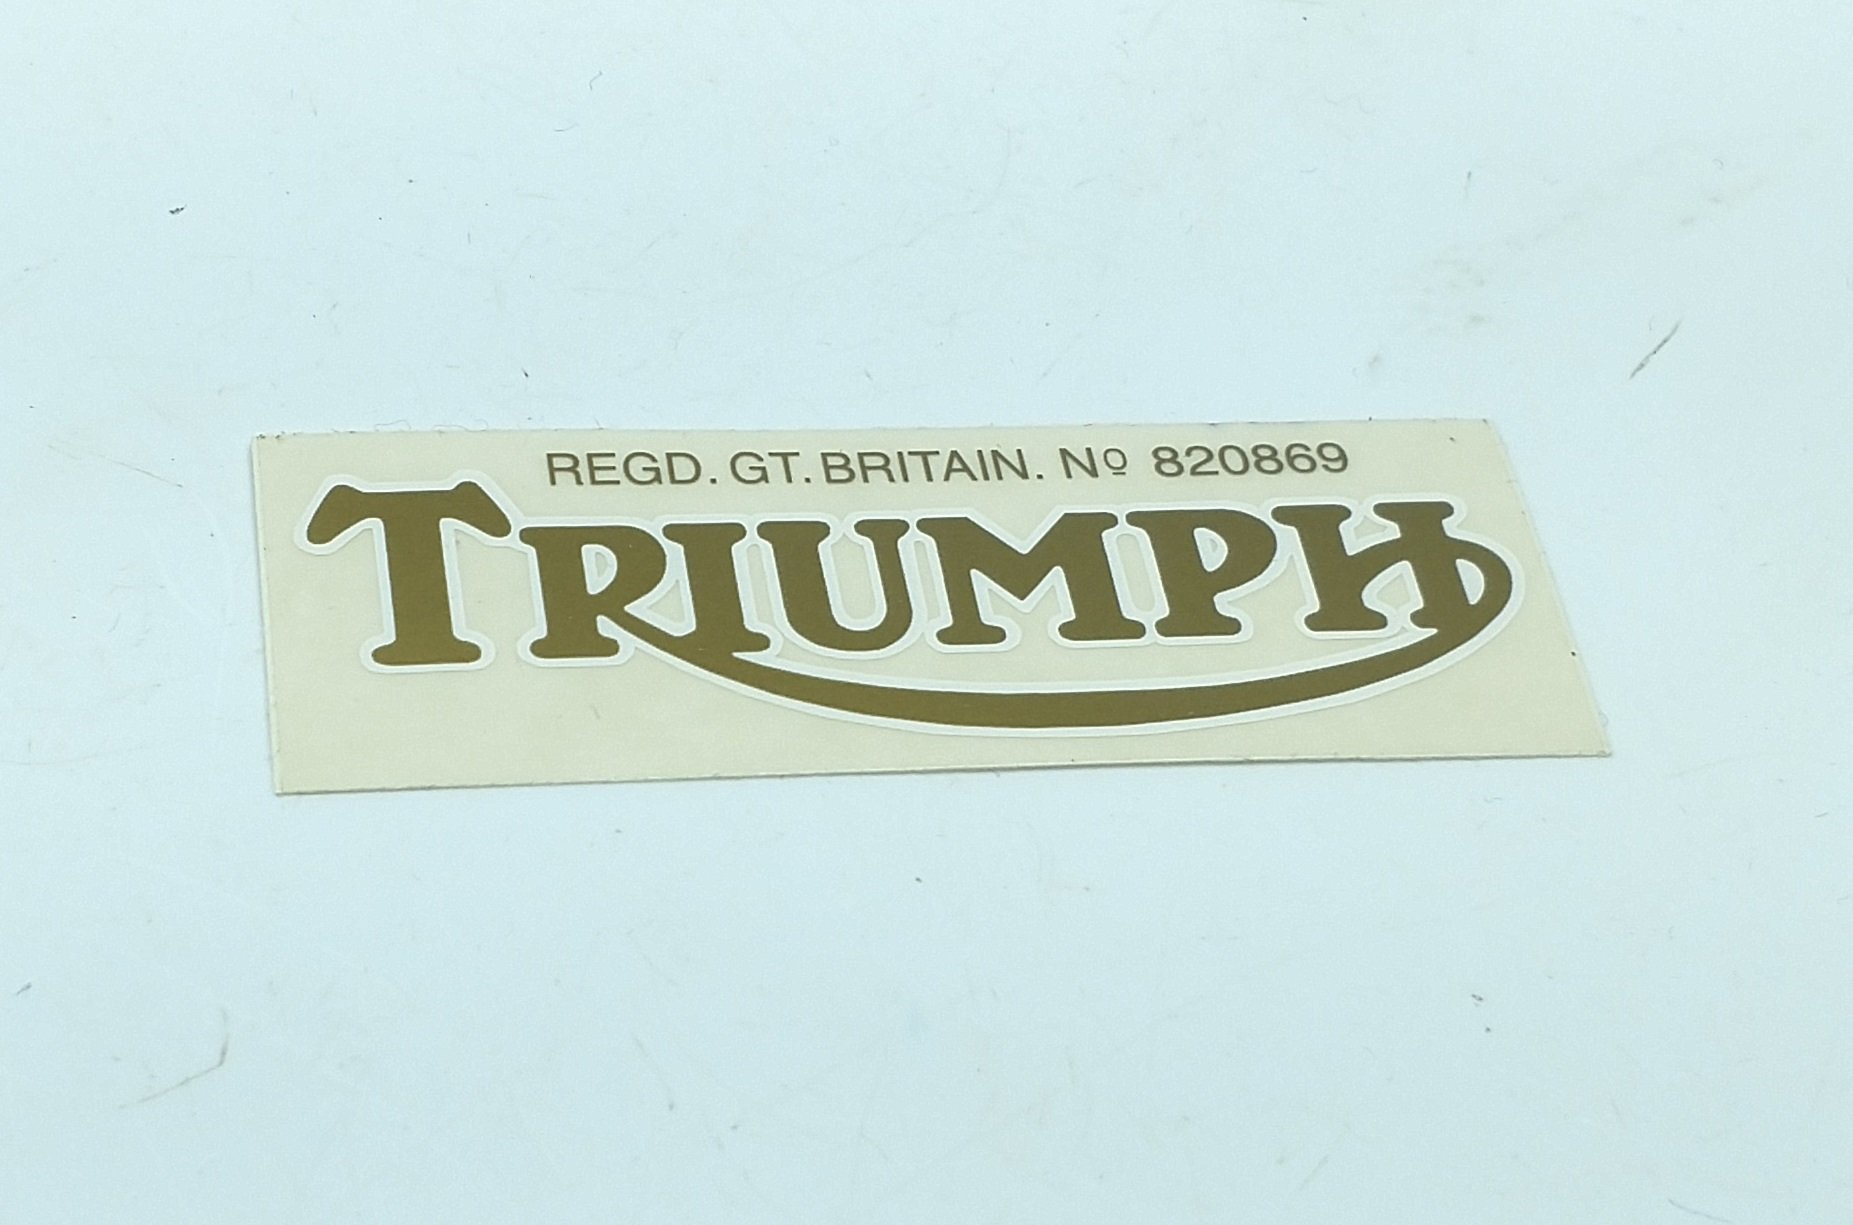 REGD. GT. BRITAIN. Nº 820869
TRIUMPH